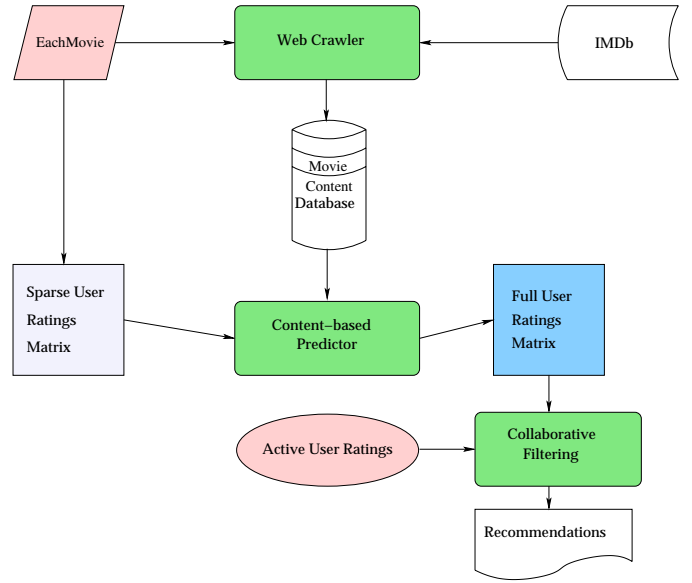 EachMovie
Web Crawler
IMDb
Movie
Content
Database
Sparse User
Ratings
Matrix
Content-based
Predictor
Full User
Ratings
Matrix
Active User Ratings
Collaborative
Filtering
Recommendations